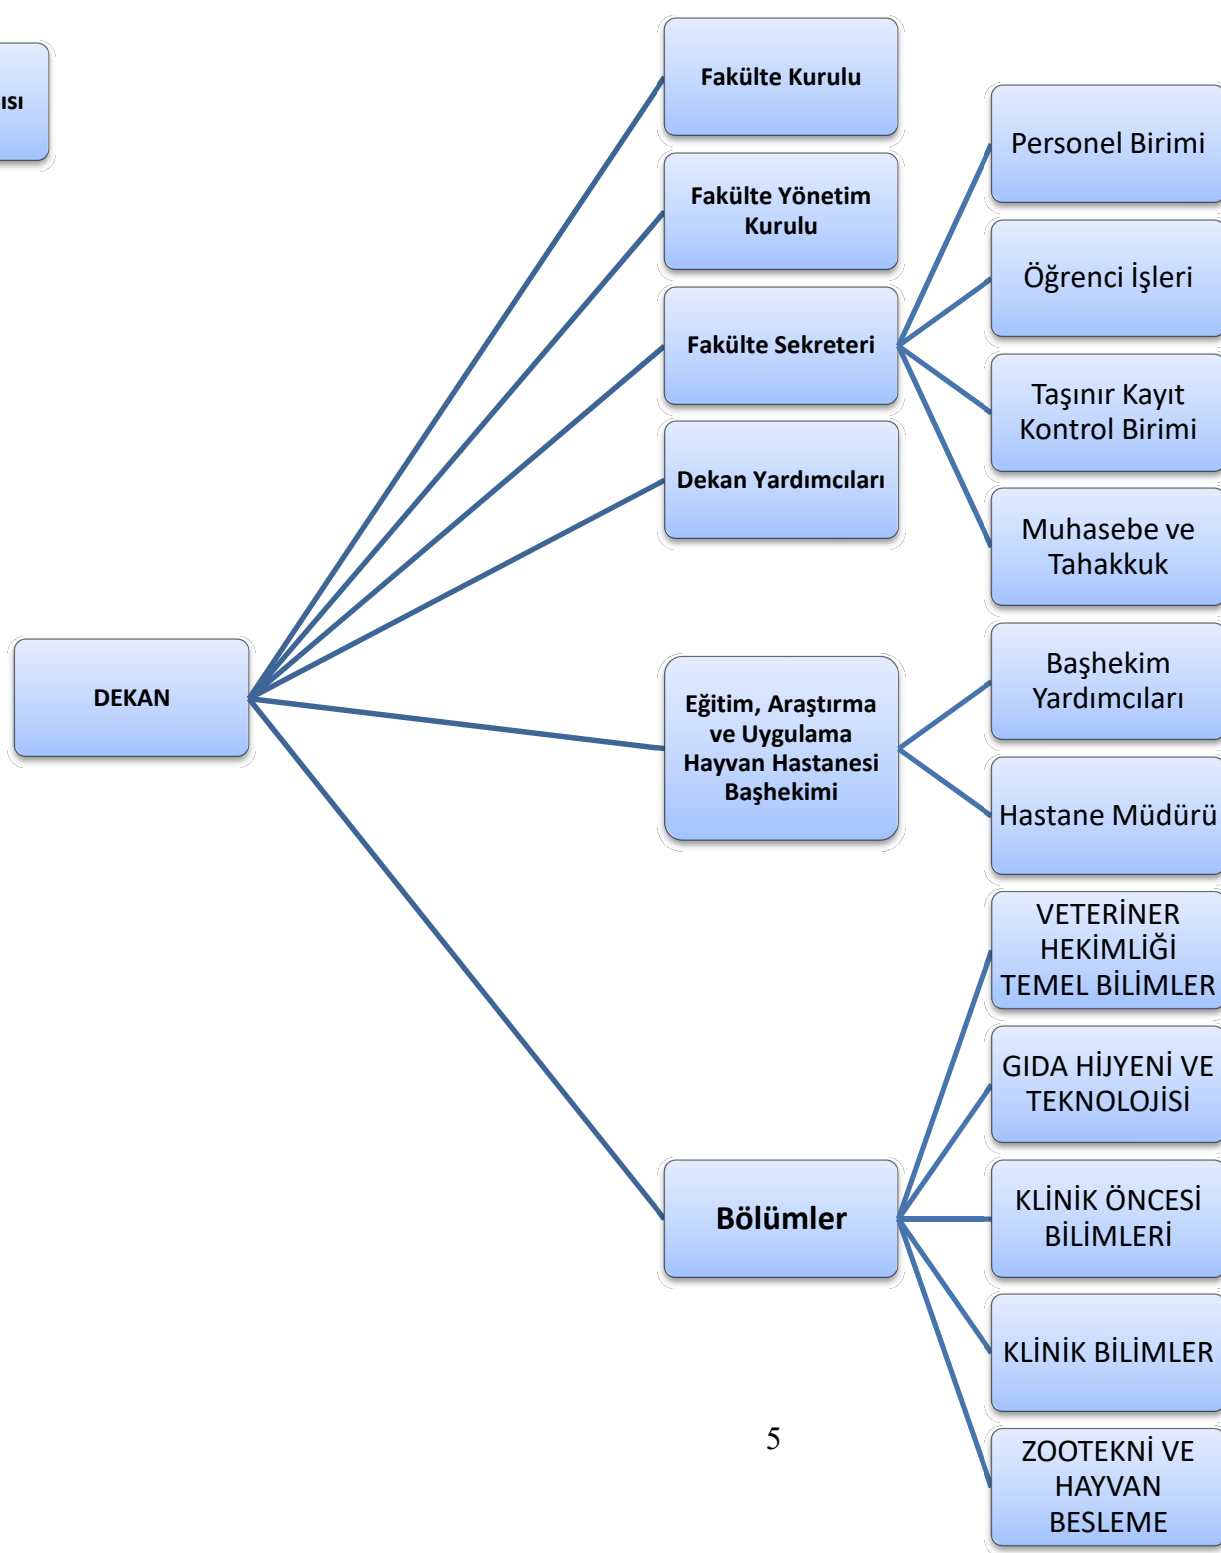 ısı
Fakülte Kurulu
Fakülte Yönetim
Kurulu
Fakülte Sekreteri
Dekan Yardımcıları
DEKAN
Eğitim, Araştırma
ve Uygulama
Hayvan Hastanesi
Başhekimi
Bölümler
Personel Birimi
Öğrenci İşleri
Taşınır Kayıt
Kontrol Birimi
Muhasebe ve
Tahakkuk
Başhekim
Yardımcıları
Hastane Müdürü
VETERİNER
HEKİMLİĞİ
TEMEL BİLİMLER
GIDA HİJYENİ VE
TEKNOLOJİSİ
KLİNİK ÖNCESİ
BİLİMLERİ
KLİNİK BİLİMLER
ZOOTEKNİ VE
HAYVAN
BESLEME
5